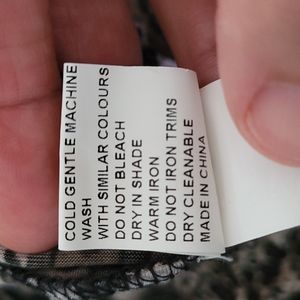 COLD GENTLE MACHINE
WASH
WITH SIMILAR COLOURS
DO NOT BLEACH
DRY IN SHADE
WARM IRON
DO NOT IRON TRIMS
DRY CLEANABLE
MADE IN CHINA